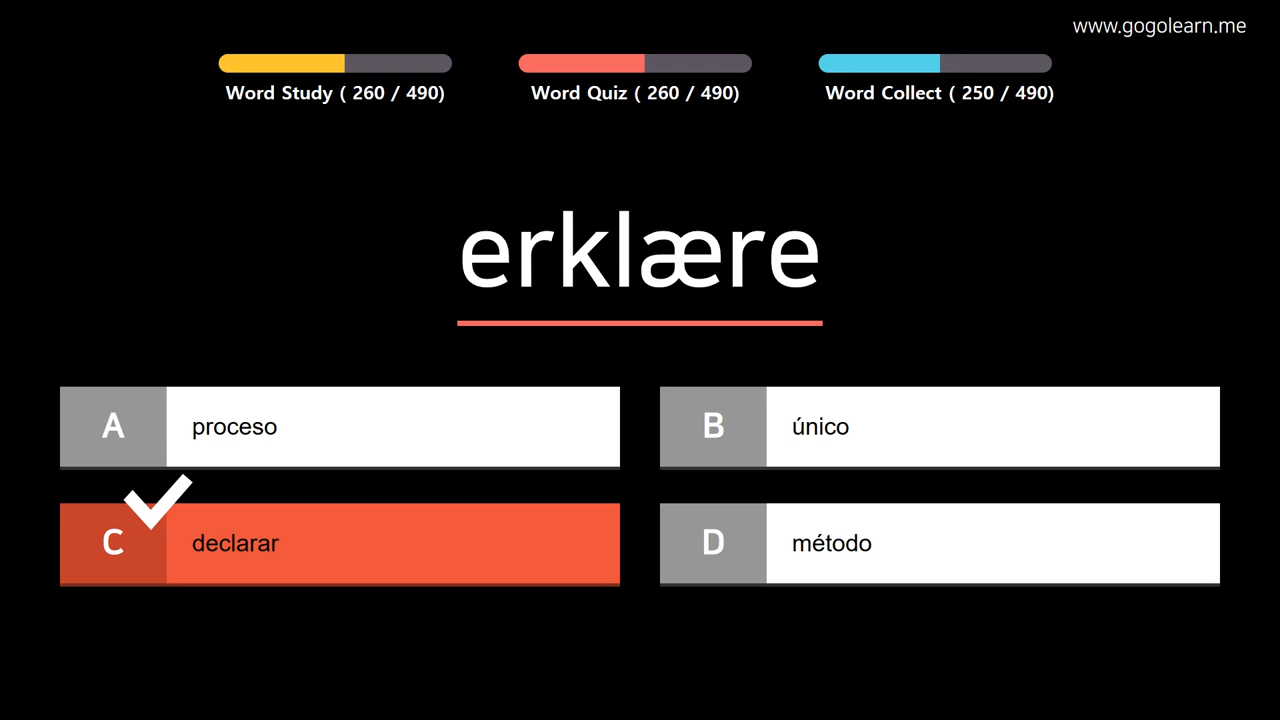 www.gogolearn.me
Word Study ( 260 / 490)
Word Quiz ( 260 / 490)
Word Collect ( 250 / 490)
erklære
A proceso
B único
C declarar
D método